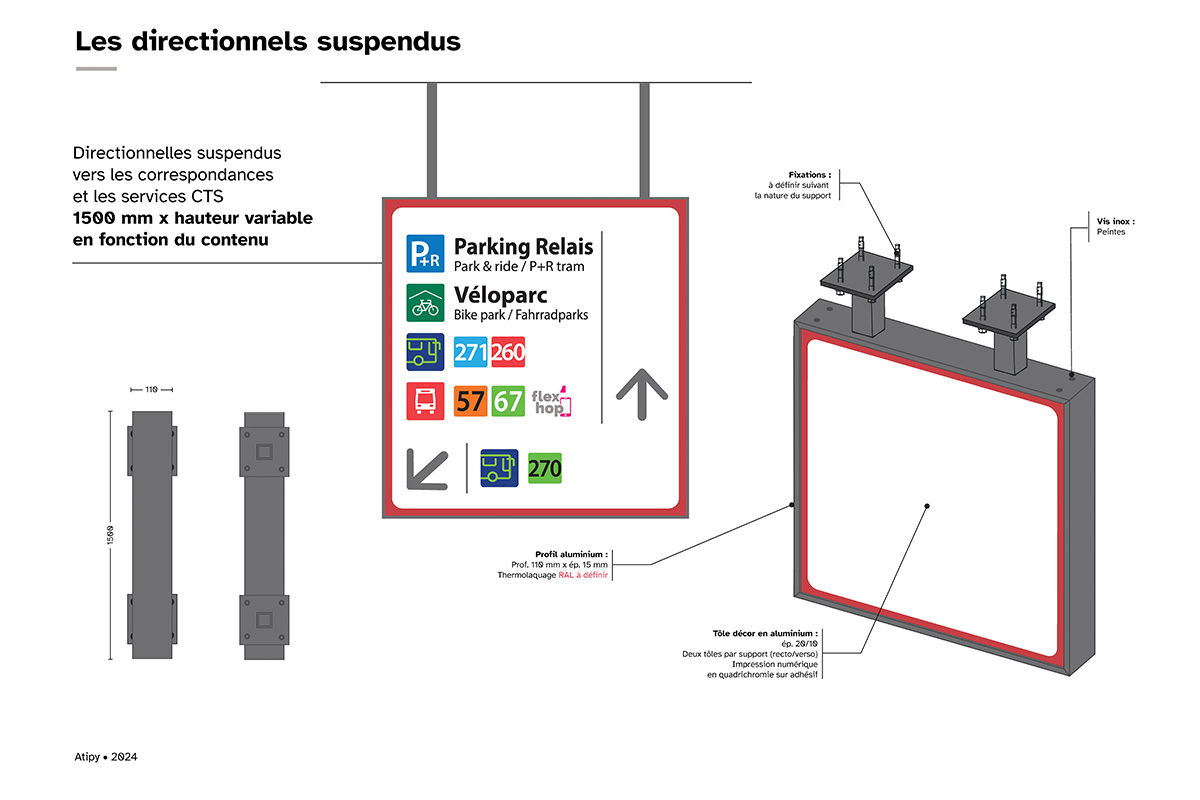 Les directionnels suspendus
Directionnelles suspendus
vers les correspondances
et les services CTS
1500 mm x hauteur variable
en fonction du contenu
P+R
Parking Relais
Park & ride / P+R tram
Véloparc
Bike park / Fahrradparks
271 260
57 67 flex hop
270
Fixations :
à définir suivant
la nature du support
Vis inox :
Peintes
110
1500
Profil aluminium :
Prof. 110 mm x ép. 15 mm
Thermolaquage RAL à définir
Tôle décor en aluminium :
ép. 20/10
Deux tôles par support (recto/verso)
Impression numérique
en quadrichromie sur adhésif
Atipy • 2024